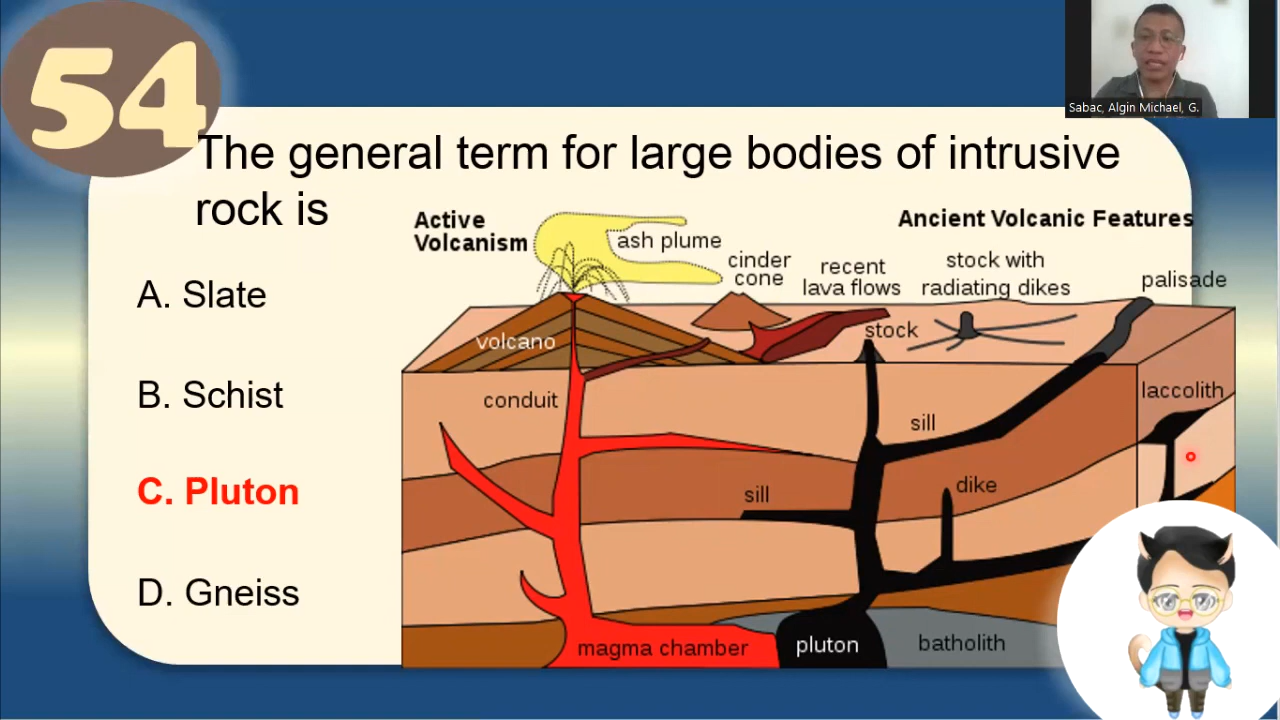 54
Sabac, Algin Michael, G.
The general term for large bodies of intrusive
rock is
A. Slate
B. Schist
C. Pluton
D. Gneiss
Active
Volcanism
ash plume
cinder
cone
recent
lava flows
Ancient Volcanic Features
stock with
radiating dikes
palisade
volcano
stock
conduit
laccolith
sill
sill
dike
magma chamber
pluton
batholith